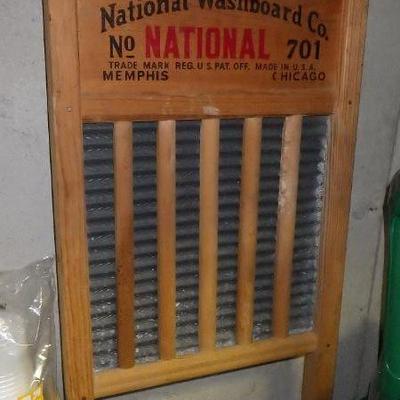 National Washboard Co.
No NATIONAL 701
TRADE MARK REG. U.S. PAT. OFF. MADE IN U.S.A.
MEMPHIS CHICAGO